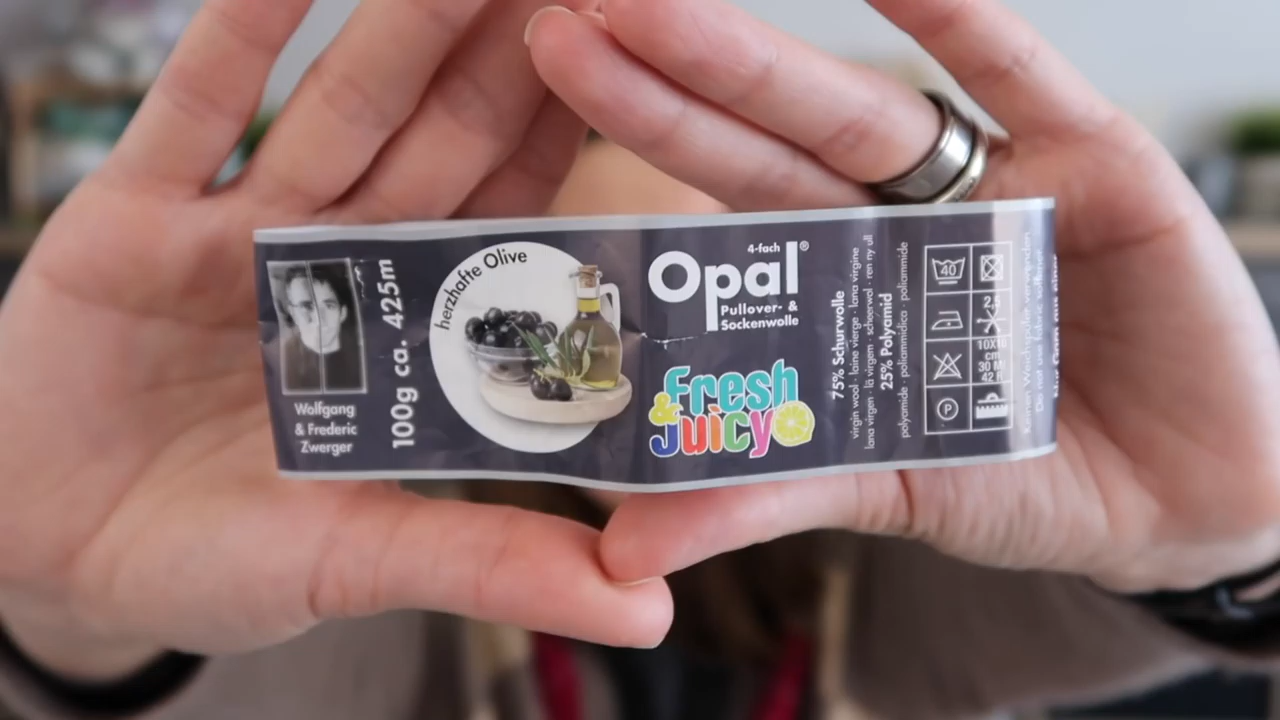 Wolfgang
& Frederic
Zwerger
100g ca. 425m
herzhafte Olive
4-fach
Opal®
Pullover- &
Sockenwolle
Fresh
& Juicy
75% Schurwolle
virgin wool · laine vierge · lana virgine
lana virgen · lã virgem · scheerwol · ren ny ull
25% Polyamid
polyamide · poliammidica · poliammide
40
2,5
10X10
cm
30 M
42 R
P
Keinen Weichspüler verwenden
Do not use fabric softener